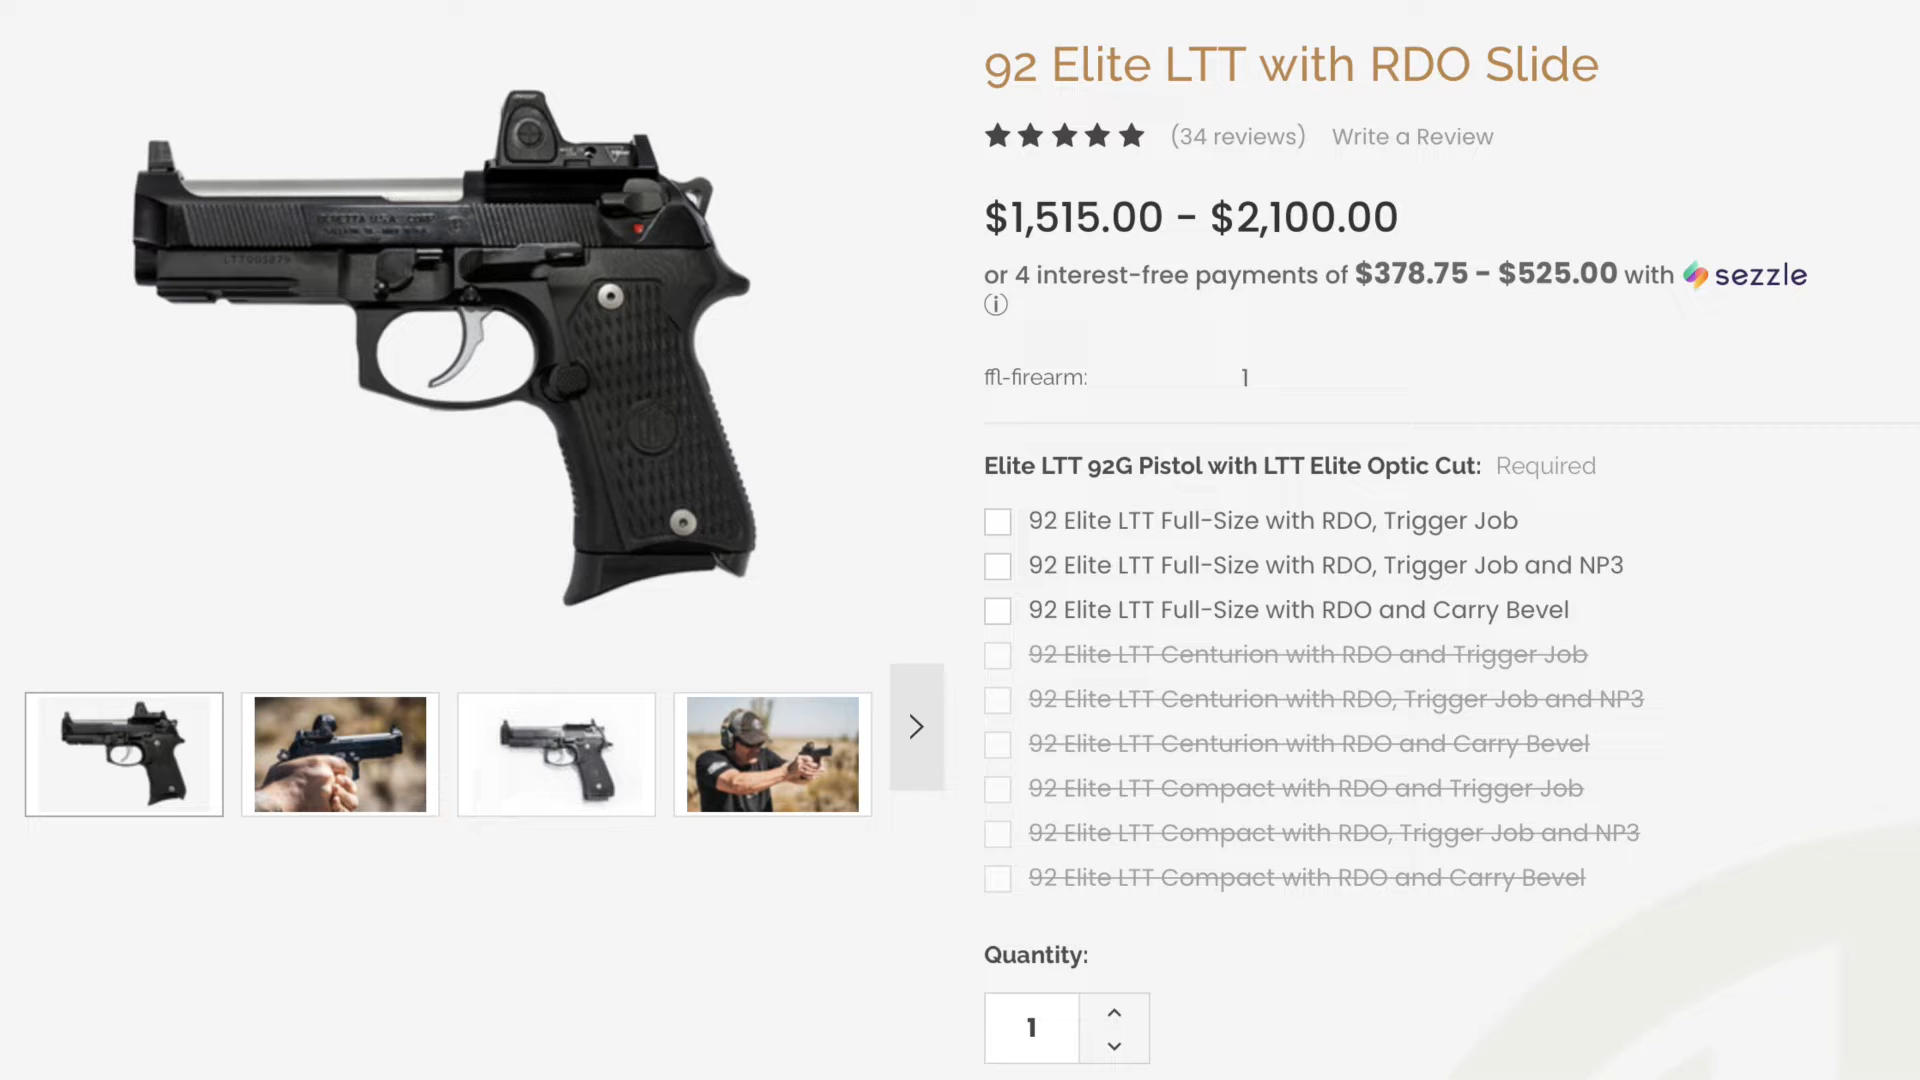 92 Elite LTT with RDO Slide
(34 reviews) Write a Review
$1,515.00 - $2,100.00
or 4 interest-free payments of $378.75 - $525.00 with sezzle
ffl-firearm: 1
Elite LTT 92G Pistol with LTT Elite Optic Cut: Required
92 Elite LTT Full-Size with RDO, Trigger Job
92 Elite LTT Full-Size with RDO, Trigger Job and NP3
92 Elite LTT Full-Size with RDO and Carry Bevel
92 Elite LTT Centurion with RDO and Trigger Job
92 Elite LTT Centurion with RDO, Trigger Job and NP3
92 Elite LTT Centurion with RDO and Carry Bevel
92 Elite LTT Compact with RDO and Trigger Job
92 Elite LTT Compact with RDO, Trigger Job and NP3
92 Elite LTT Compact with RDO and Carry Bevel
Quantity:
1
BERETTA U.S.A. CORP